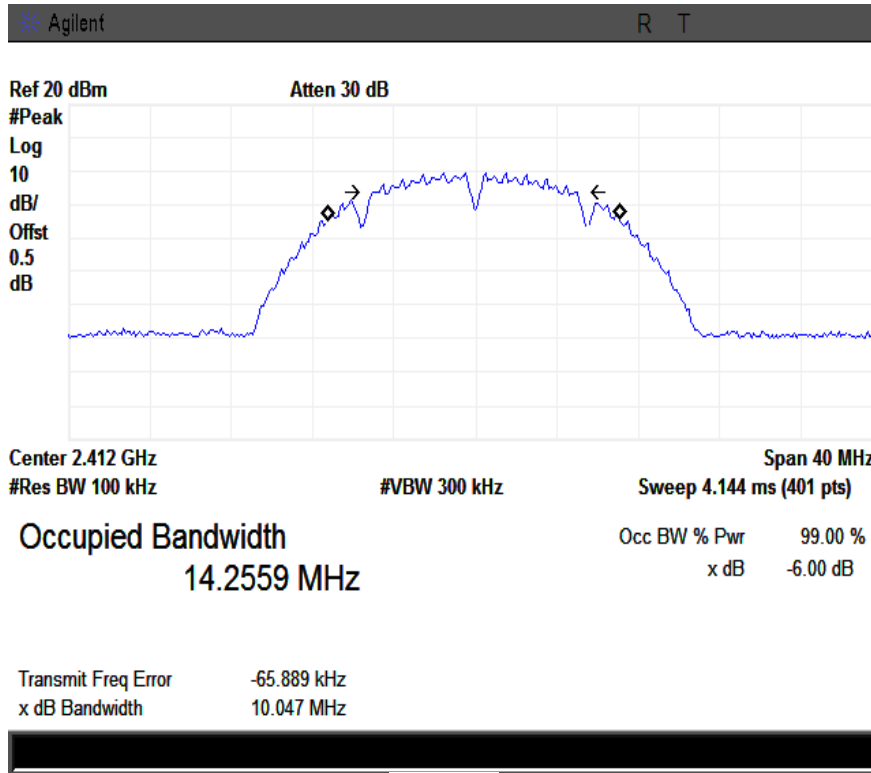 Agilent R T
Ref 20 dBm Atten 30 dB
#Peak
Log
10
dB/
Offst
0.5
dB
Center 2.412 GHz Span 40 MHz
#Res BW 100 kHz #VBW 300 kHz Sweep 4.144 ms (401 pts)
Occupied Bandwidth Occ BW % Pwr 99.00 %
14.2559 MHz x dB -6.00 dB
Transmit Freq Error -65.889 kHz
x dB Bandwidth 10.047 MHz